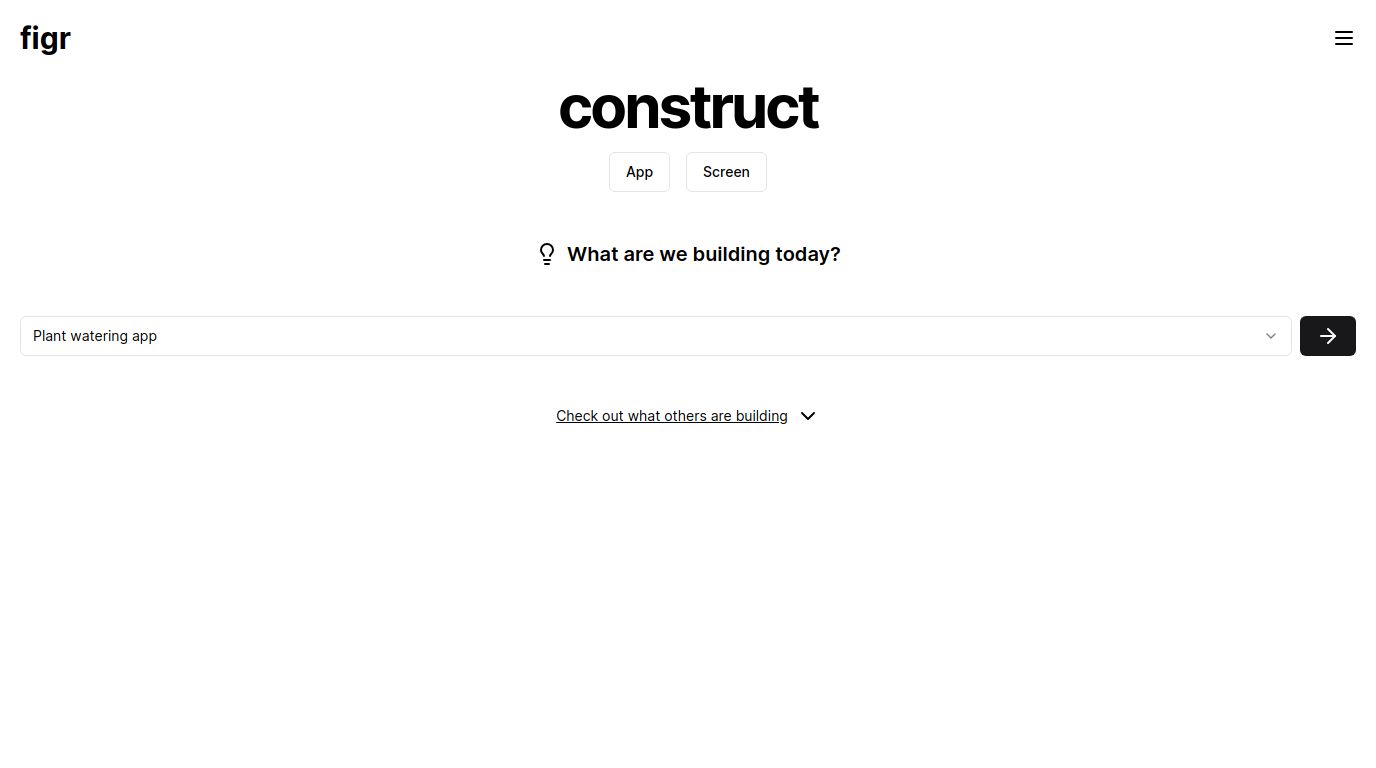 figr
construct
App
Screen
What are we building today?
Plant watering app
Check out what others are building